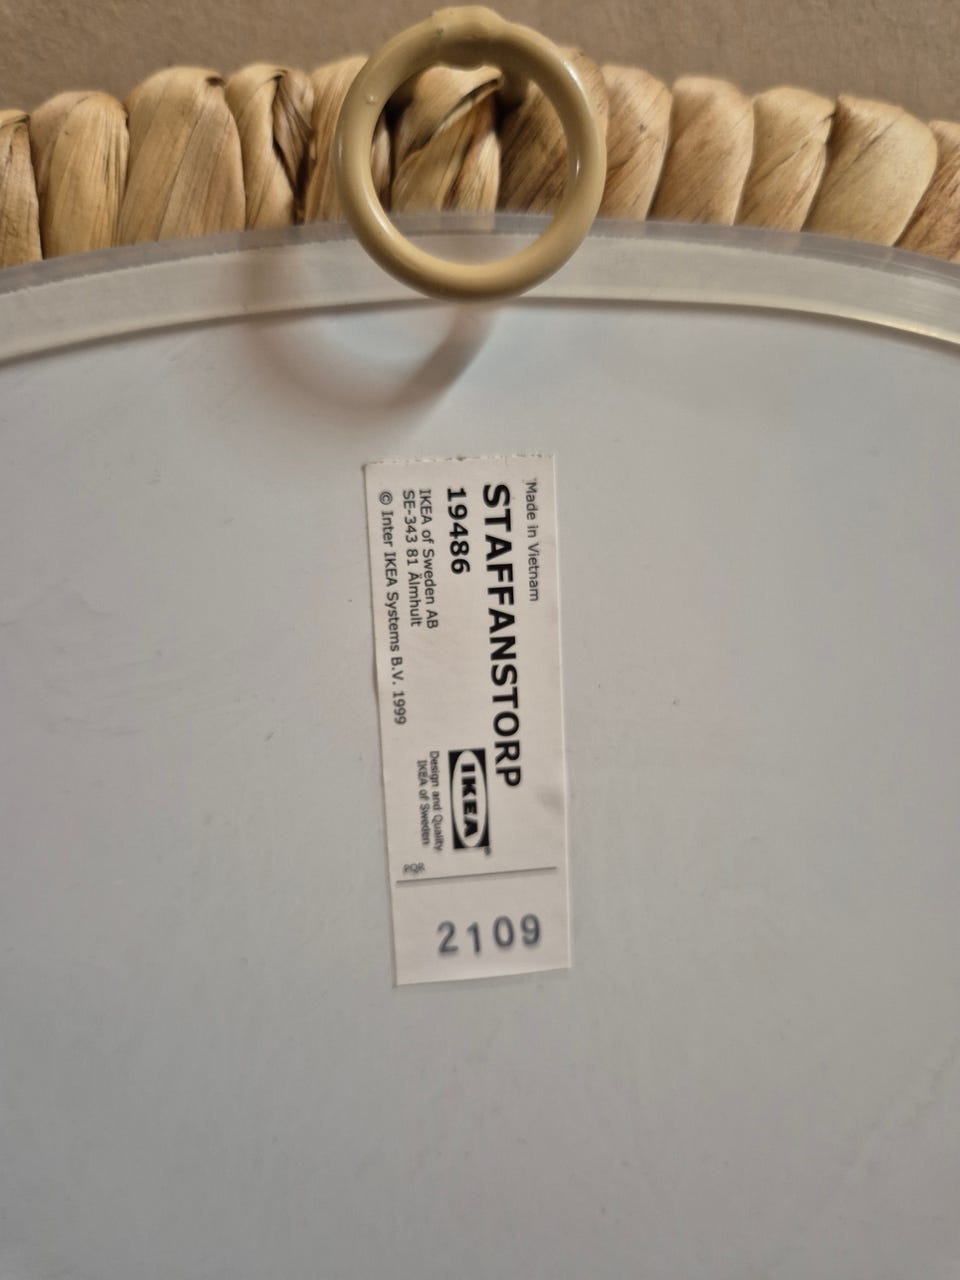 Made in Vietnam
STAFFANSTORP
19486
IKEA of Sweden AB
SE-343 81 Älmhult
© Inter IKEA Systems B.V. 1999
IKEA®
Design and Quality
IKEA of Sweden
2109